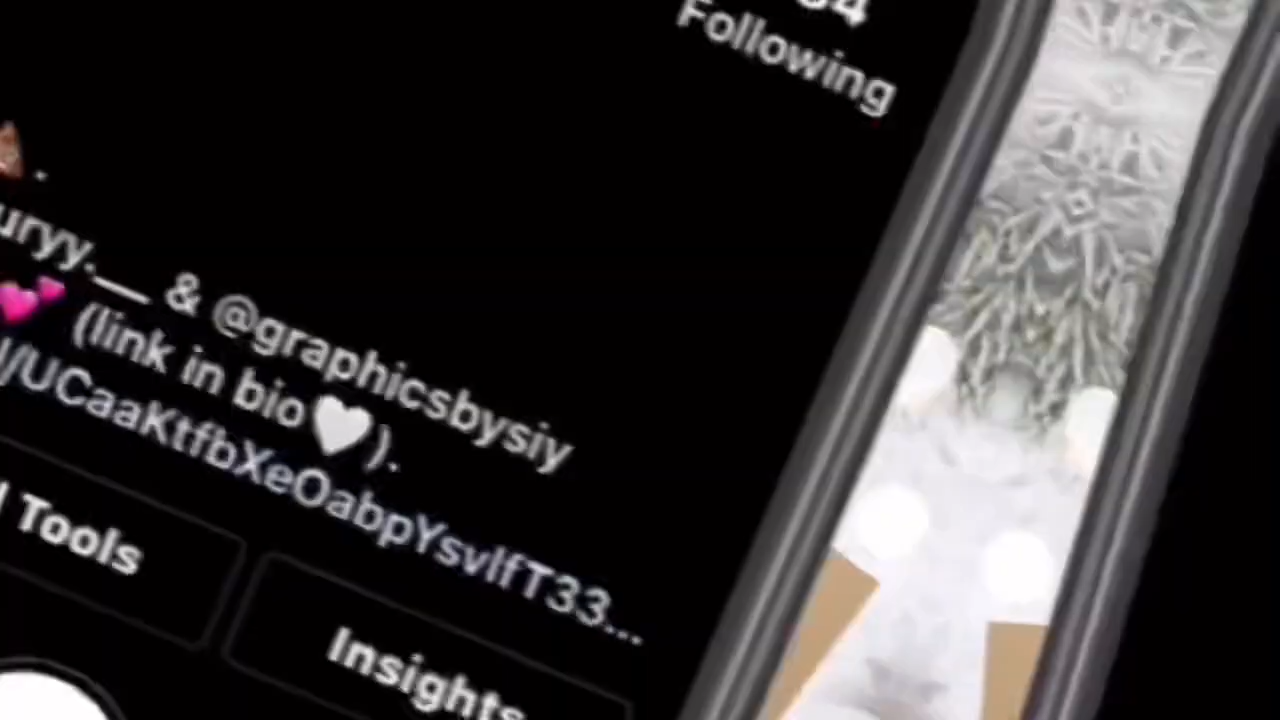 Following
uryy.__ & @graphicsbysiy
💕 (link in bio🤍).
l/UCaaKtfbXeOabpYsvlfT33...
Tools
Insights